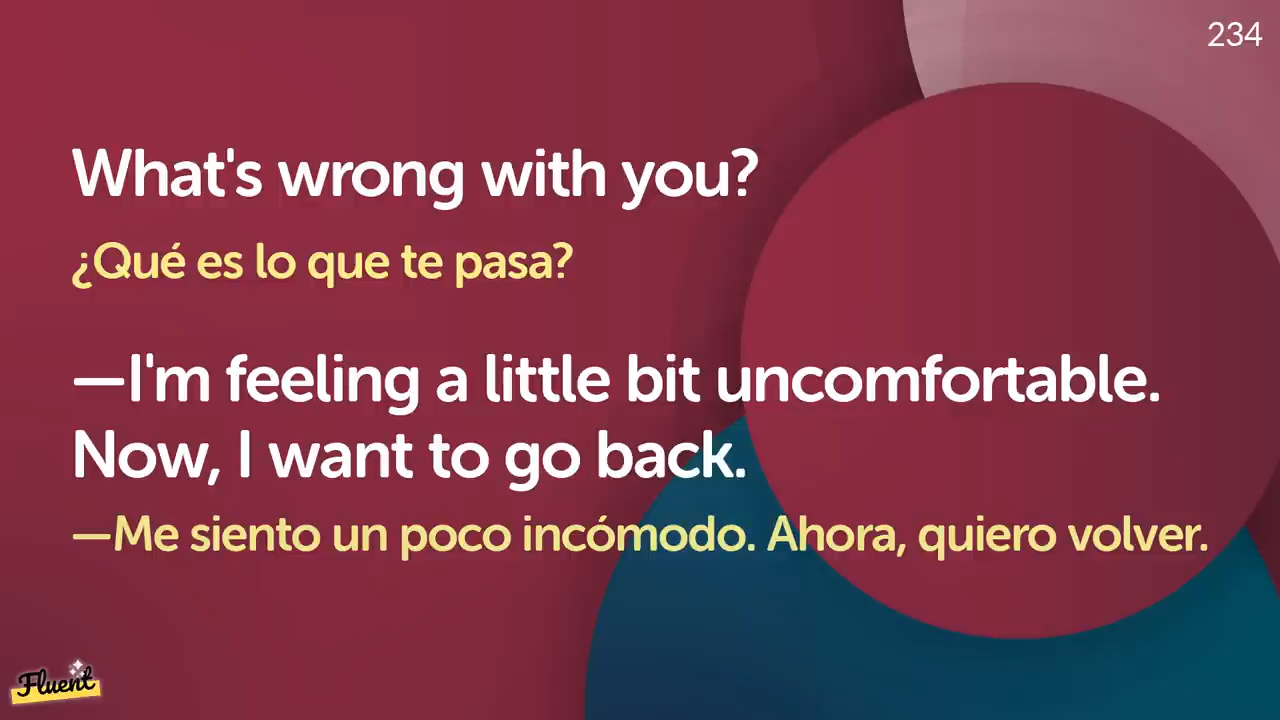 234
What's wrong with you?
¿Qué es lo que te pasa?
—I'm feeling a little bit uncomfortable.
Now, I want to go back.
—Me siento un poco incómodo. Ahora, quiero volver.
Fluent